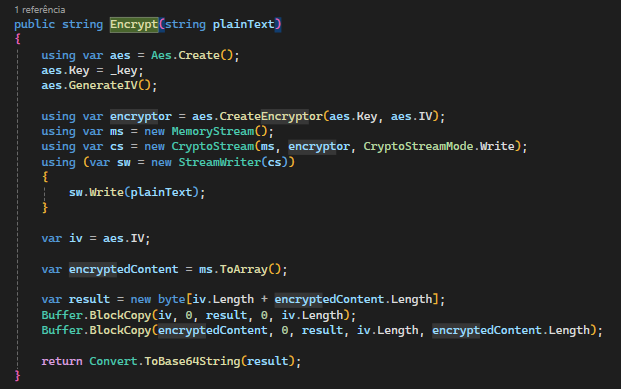 1 referência
public string Encrypt(string plainText)
{
using var aes = Aes.Create();
aes.Key = _key;
aes.GenerateIV();
using var encryptor = aes.CreateEncryptor(aes.Key, aes.IV);
using var ms = new MemoryStream();
using var cs = new CryptoStream(ms, encryptor, CryptoStreamMode.Write);
using (var sw = new StreamWriter(cs))
{
sw.Write(plainText);
}
var iv = aes.IV;
var encryptedContent = ms.ToArray();
var result = new byte[iv.Length + encryptedContent.Length];
Buffer.BlockCopy(iv, 0, result, 0, iv.Length);
Buffer.BlockCopy(encryptedContent, 0, result, iv.Length, encryptedContent.Length);
return Convert.ToBase64String(result);
}